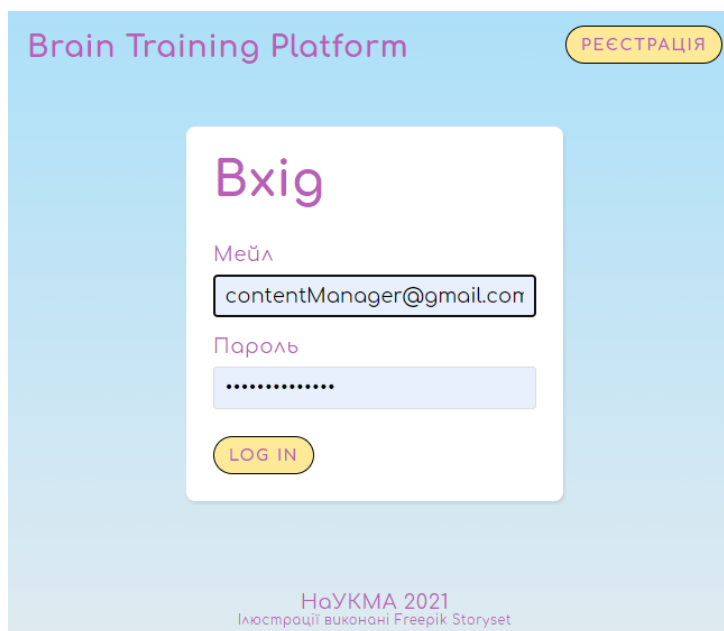 Brain Training Platform
РЕЄСТРАЦІЯ
Вхід
Мейл
contentManager@gmail.com
Пароль
••••••••••••••
LOG IN
НаУКМА 2021
Ілюстрації виконані Freepik Storyset